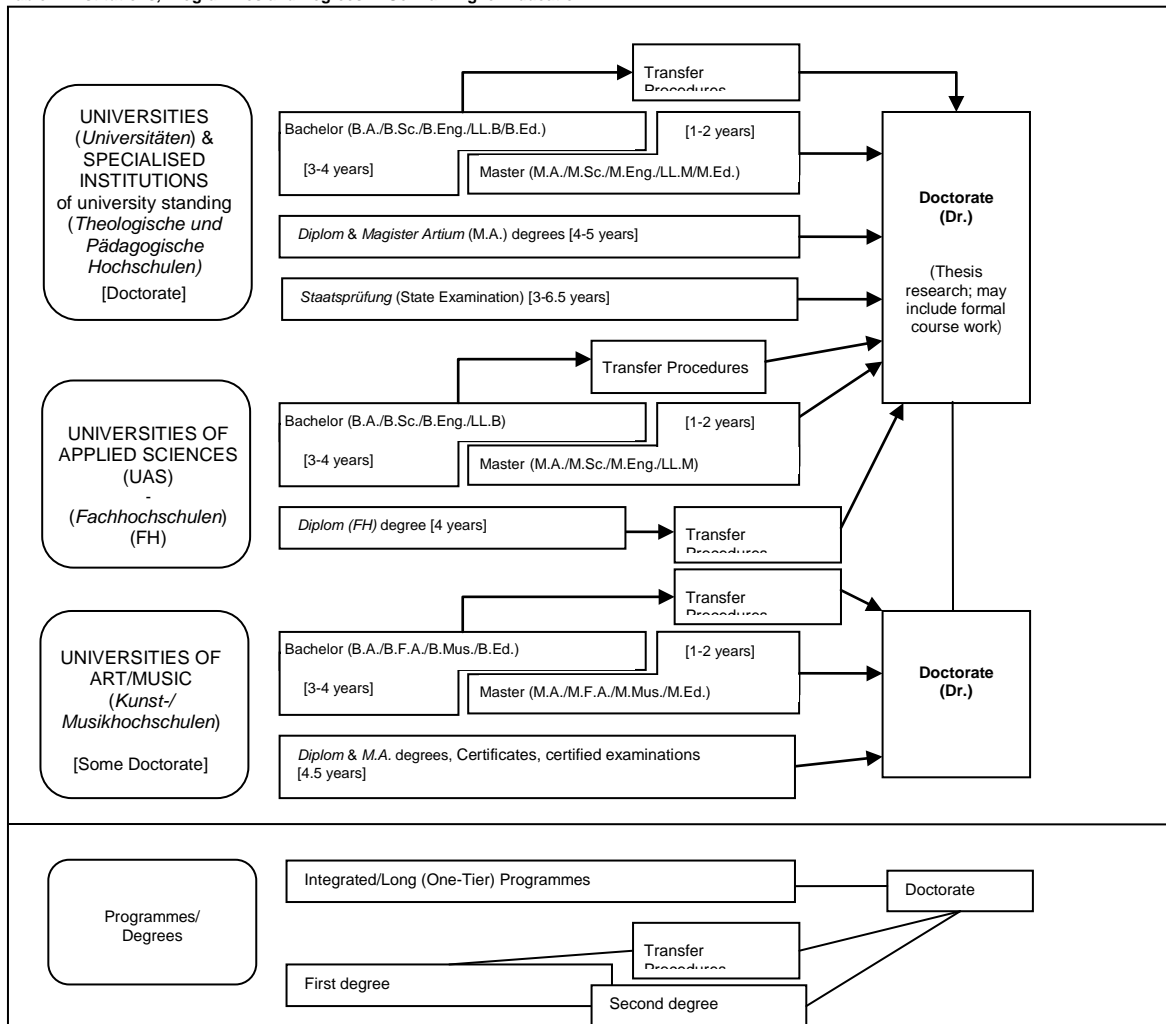 Transfer
UNIVERSITIES
(Universitäten) &
SPECIALISED
INSTITUTIONS
of university standing
(Theologische und
Pädagogische
Hochschulen)
[Doctorate]
Bachelor (B.A./B.Sc./B.Eng./LL.B/B.Ed.)
[3-4 years]
[1-2 years]
Master (M.A./M.Sc./M.Eng./LL.M/M.Ed.)
Diplom & Magister Artium (M.A.) degrees [4-5 years]
Staatsprüfung (State Examination) [3-6.5 years]
Doctorate
(Dr.)
(Thesis
research; may
include formal
course work)
UNIVERSITIES OF
APPLIED SCIENCES
(UAS)
-
(Fachhochschulen)
(FH)
Transfer Procedures
Bachelor (B.A./B.Sc./B.Eng./LL.B)
[3-4 years]
[1-2 years]
Master (M.A./M.Sc./M.Eng./LL.M)
Diplom (FH) degree [4 years]
Transfer
Transfer
UNIVERSITIES OF
ART/MUSIC
(Kunst-/
Musikhochschulen)
[Some Doctorate]
Bachelor (B.A./B.F.A./B.Mus./B.Ed.)
[3-4 years]
[1-2 years]
Master (M.A./M.F.A./M.Mus./M.Ed.)
Diplom & M.A. degrees, Certificates, certified examinations
[4.5 years]
Doctorate
(Dr.)
Programmes/
Degrees
Integrated/Long (One-Tier) Programmes
Doctorate
Transfer
First degree
Second degree